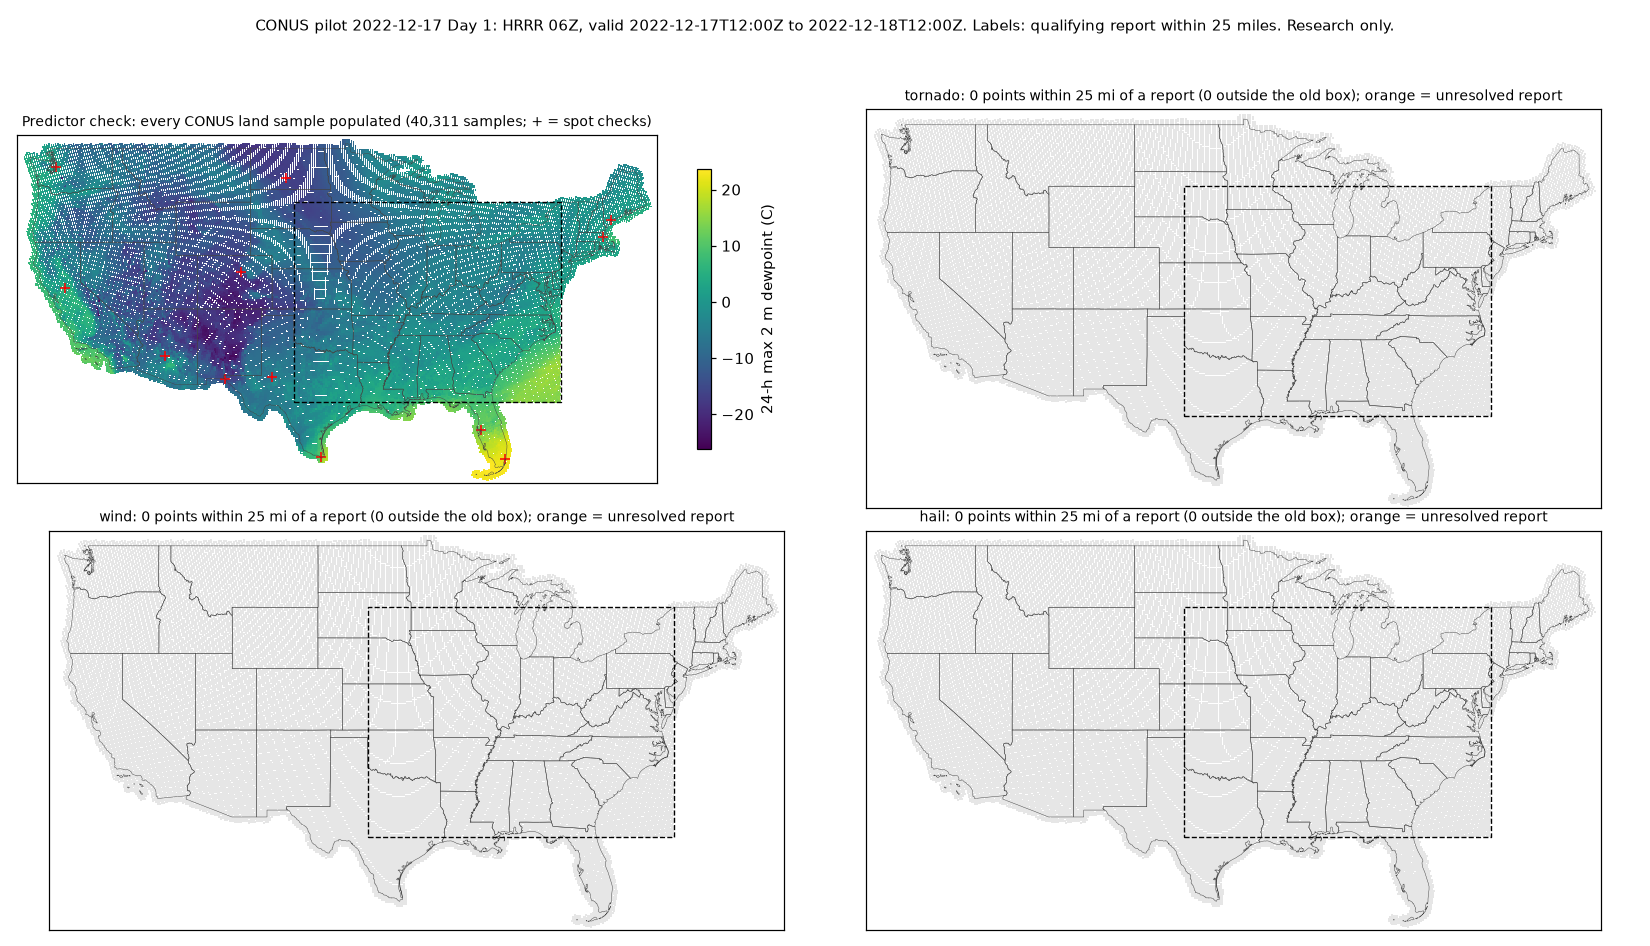 CONUS pilot 2022-12-17 Day 1: HRRR 06Z, valid 2022-12-17T12:00Z to 2022-12-18T12:00Z. Labels: qualifying report within 25 miles. Research only.
Predictor check: every CONUS land sample populated (40,311 samples; + = spot checks)
20
10
0
−10
−20
24-h max 2 m dewpoint (C)
tornado: 0 points within 25 mi of a report (0 outside the old box); orange = unresolved report
wind: 0 points within 25 mi of a report (0 outside the old box); orange = unresolved report
hail: 0 points within 25 mi of a report (0 outside the old box); orange = unresolved report